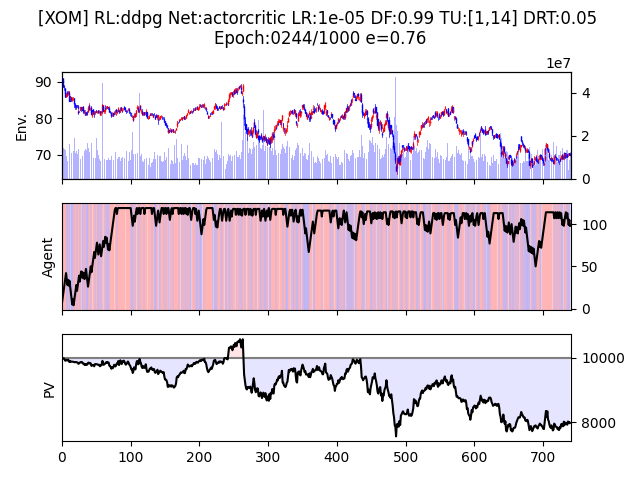 [XOM] RL:ddpg Net:actorcritic LR:1e-05 DF:0.99 TU:[1,14] DRT:0.05
Epoch:0244/1000 e=0.76
1e7
90
80
70
Env.
4
2
0
Agent
100
50
0
PV
10000
8000
0 100 200 300 400 500 600 700